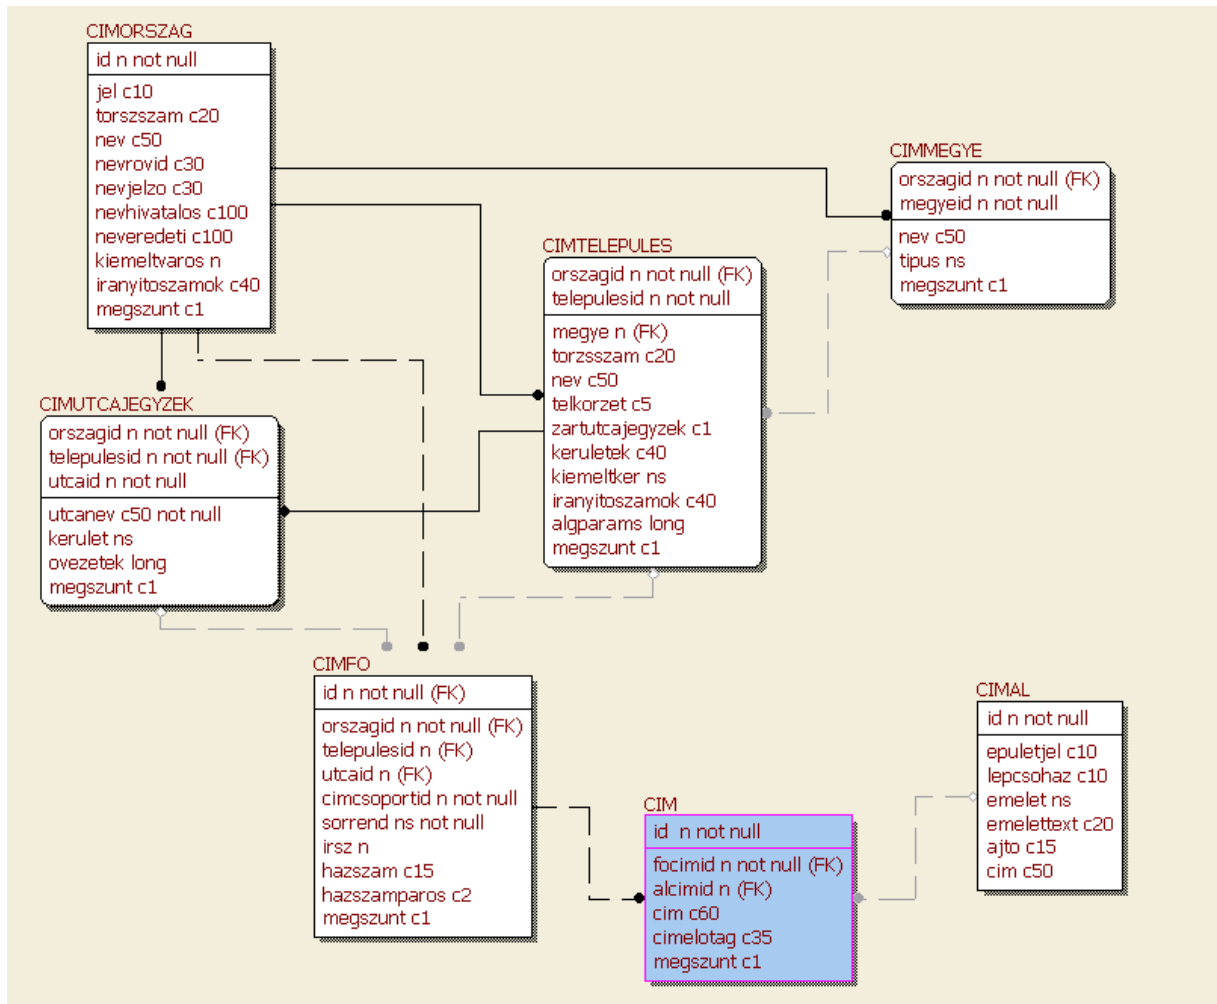 CIMORSZAG
id n not null
jel c10
torszszam c20
nev c50
nevrovid c30
nevjelzo c30
nevhivatalos c100
neveredeti c100
kiemeltvaros n
iranyitoszamok c40
megszunt c1
CIMMEGYE
orszagid n not null (FK)
megyeid n not null
nev c50
tipus ns
megszunt c1
CIMTELEPULES
orszagid n not null (FK)
telepulesid n not null
megye n (FK)
torzsszam c20
nev c50
telkorzet c5
zartutcajegyzek c1
keruletek c40
kiemeltker ns
iranyitoszamok c40
algparams long
megszunt c1
CIMUTCAJEGYZEK
orszagid n not null (FK)
telepulesid n not null (FK)
utcaid n not null
utcanev c50 not null
kerulet ns
ovezetek long
megszunt c1
CIMFO
id n not null (FK)
orszagid n not null (FK)
telepulesid n (FK)
utcaid n (FK)
cimcsoportid n not null
sorrend ns not null
irsz n
hazszam c15
hazszamparos c2
megszunt c1
CIM
id n not null
focimid n not null (FK)
alcimid n (FK)
cim c60
cimelotag c35
megszunt c1
CIMAL
id n not null
epuletjel c10
lepcsohaz c10
emelet ns
emelettext c20
ajto c15
cim c50